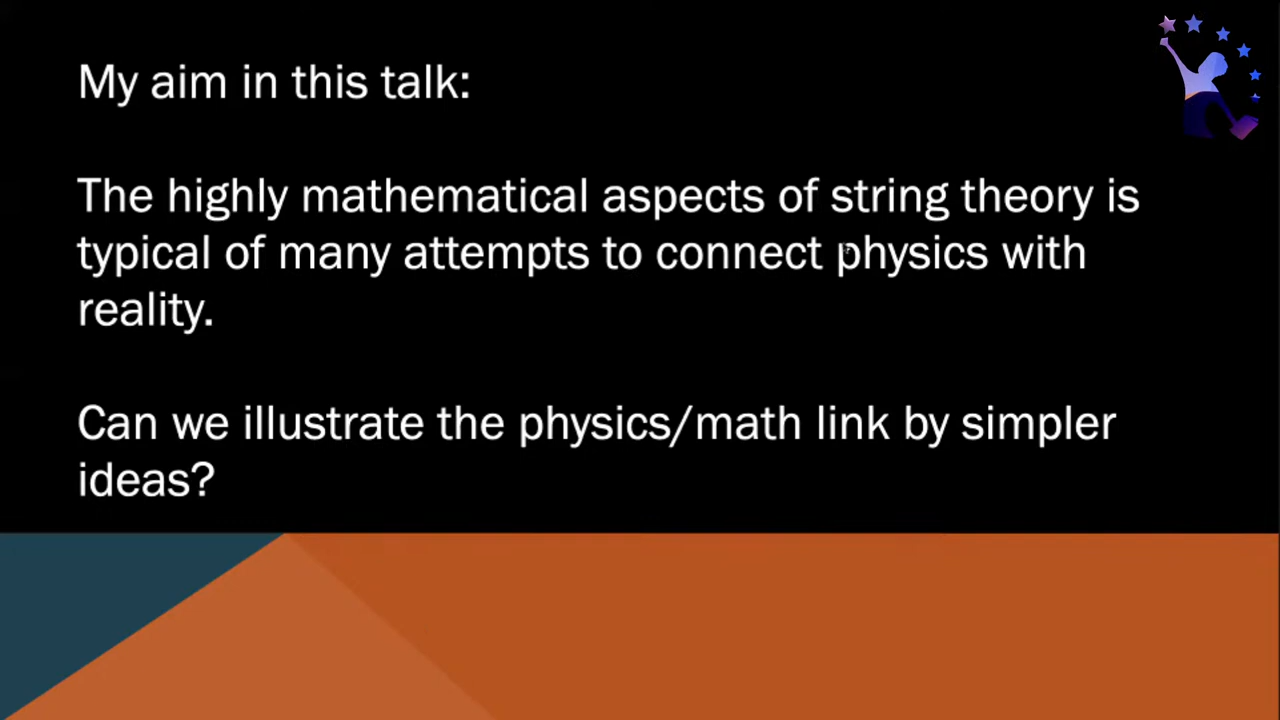 My aim in this talk:
The highly mathematical aspects of string theory is
typical of many attempts to connect physics with
reality.
Can we illustrate the physics/math link by simpler
ideas?